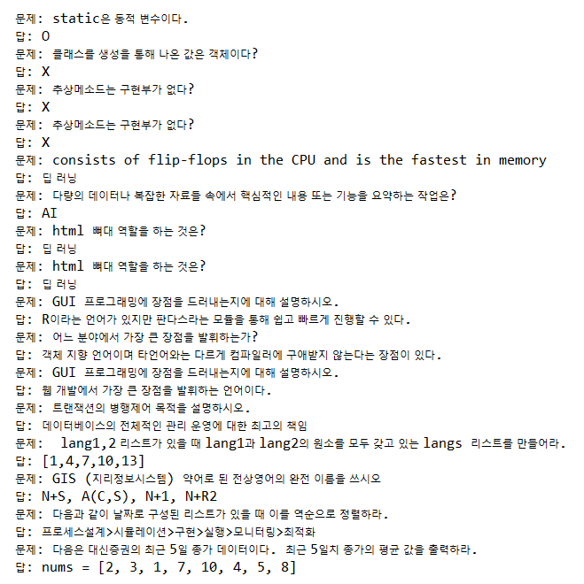 문제: static은 동적 변수이다.
답: O
문제: 클래스를 생성을 통해 나온 값은 객체이다?
답: X
문제: 추상메소드는 구현부가 없다?
답: X
문제: 추상메소드는 구현부가 없다?
답: X
문제: consists of flip-flops in the CPU and is the fastest in memory
답: 딥 러닝
문제: 다량의 데이터나 복잡한 자료들 속에서 핵심적인 내용 또는 기능을 요약하는 작업은?
답: AI
문제: html 뼈대 역할을 하는 것은?
답: 딥 러닝
문제: html 뼈대 역할을 하는 것은?
답: 딥 러닝
문제: GUI 프로그래밍에 장점을 드러내는지에 대해 설명하시오.
답: R이라는 언어가 있지만 판다스라는 모듈을 통해 쉽고 빠르게 진행할 수 있다.
문제: 어느 분야에서 가장 큰 장점을 발휘하는가?
답: 객체 지향 언어이며 타언어와는 다르게 컴파일러에 구애받지 않는다는 장점이 있다.
문제: GUI 프로그래밍에 장점을 드러내는지에 대해 설명하시오.
답: 웹 개발에서 가장 큰 장점을 발휘하는 언어이다.
문제: 트랜잭션의 병행제어 목적을 설명하시오.
답: 데이터베이스의 전체적인 관리 운영에 대한 최고의 책임
문제:  lang1,2 리스트가 있을 때 lang1과 lang2의 원소를 모두 갖고 있는 langs 리스트를 만들어라.
답: [1,4,7,10,13]
문제: GIS (지리정보시스템) 약어로 된 전상영어의 완전 이름을 쓰시오
답: N+S, A(C,S), N+1, N+R2
문제: 다음과 같이 날짜로 구성된 리스트가 있을 때 이를 역순으로 정렬하라.
답: 프로세스설계>시뮬레이션>구현>실행>모니터링>최적화
문제: 다음은 대신증권의 최근 5일 종가 데이터이다. 최근 5일치 종가의 평균 값을 출력하라.
답: nums = [2, 3, 1, 7, 10, 4, 5, 8]